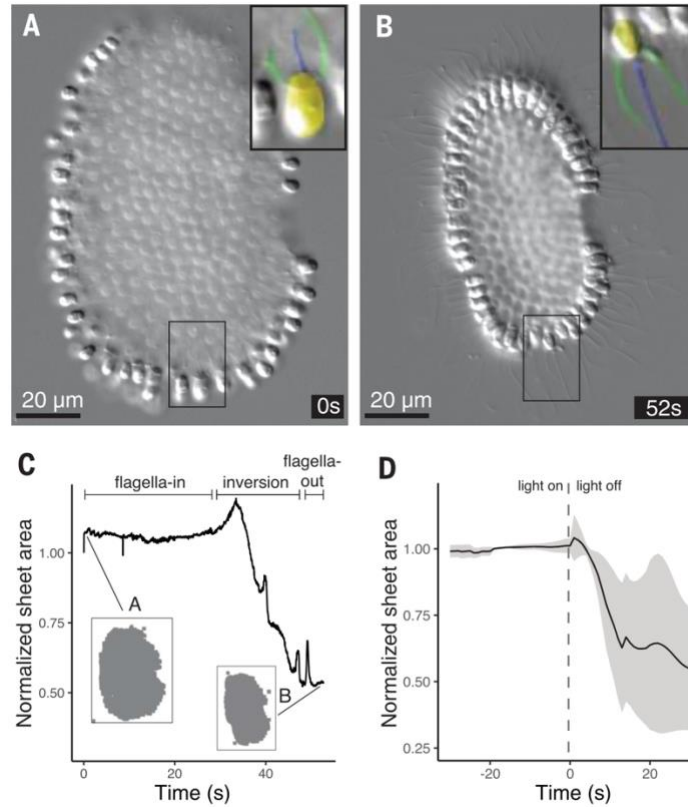 A
20 μm
0s
B
20 μm
52s
C
flagella-in
inversion
flagella-
out
Normalized sheet area
1.00
0.75
0.50
A
B
0
20
40
Time (s)
D
light on
light off
Normalized sheet area
1.00
0.75
0.50
0.25
-20
0
20
Time (s)